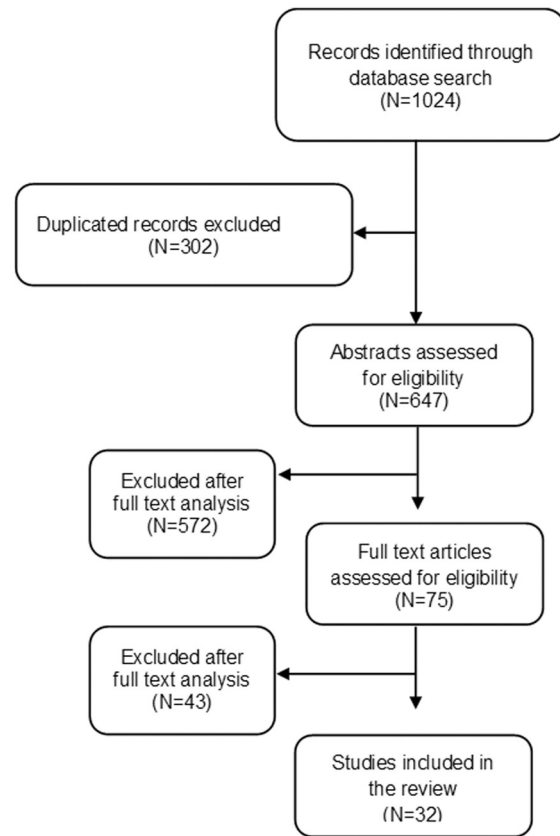 Records identified through
database search
(N=1024)
Duplicated records excluded
(N=302)
Abstracts assessed
for eligibility
(N=647)
Excluded after
full text analysis
(N=572)
Full text articles
assessed for eligibility
(N=75)
Excluded after
full text analysis
(N=43)
Studies included in
the review
(N=32)